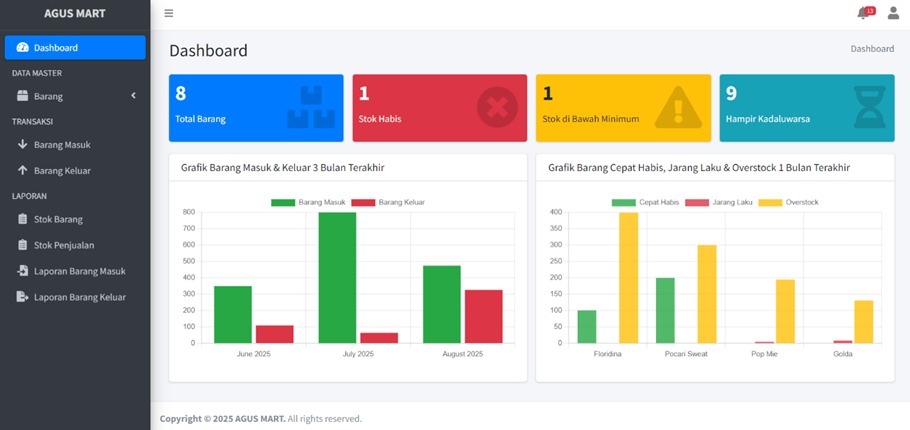 AGUS MART
13
Dashboard
Dashboard
Dashboard
DATA MASTER
Barang
TRANSAKSI
Barang Masuk
Barang Keluar
LAPORAN
Stok Barang
Stok Penjualan
Laporan Barang Masuk
Laporan Barang Keluar
8
Total Barang
1
Stok Habis
1
Stok di Bawah Minimum
9
Hampir Kadaluwarsa
Grafik Barang Masuk & Keluar 3 Bulan Terakhir
Barang Masuk Barang Keluar
800
700
600
500
400
300
200
100
0
June 2025 July 2025 August 2025
Grafik Barang Cepat Habis, Jarang Laku & Overstock 1 Bulan Terakhir
Cepat Habis Jarang Laku Overstock
400
350
300
250
200
150
100
50
0
Floridina Pocari Sweat Pop Mie Golda
Copyright © 2025 AGUS MART. All rights reserved.